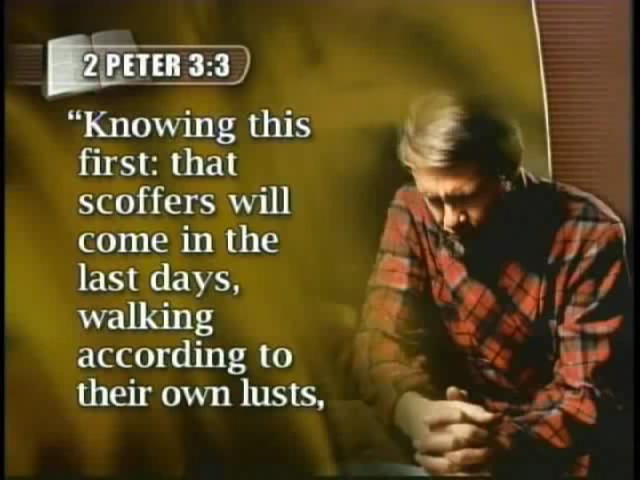 2 PETER 3:3
“Knowing this
first: that
scoffers will
come in the
last days,
walking
according to
their own lusts,